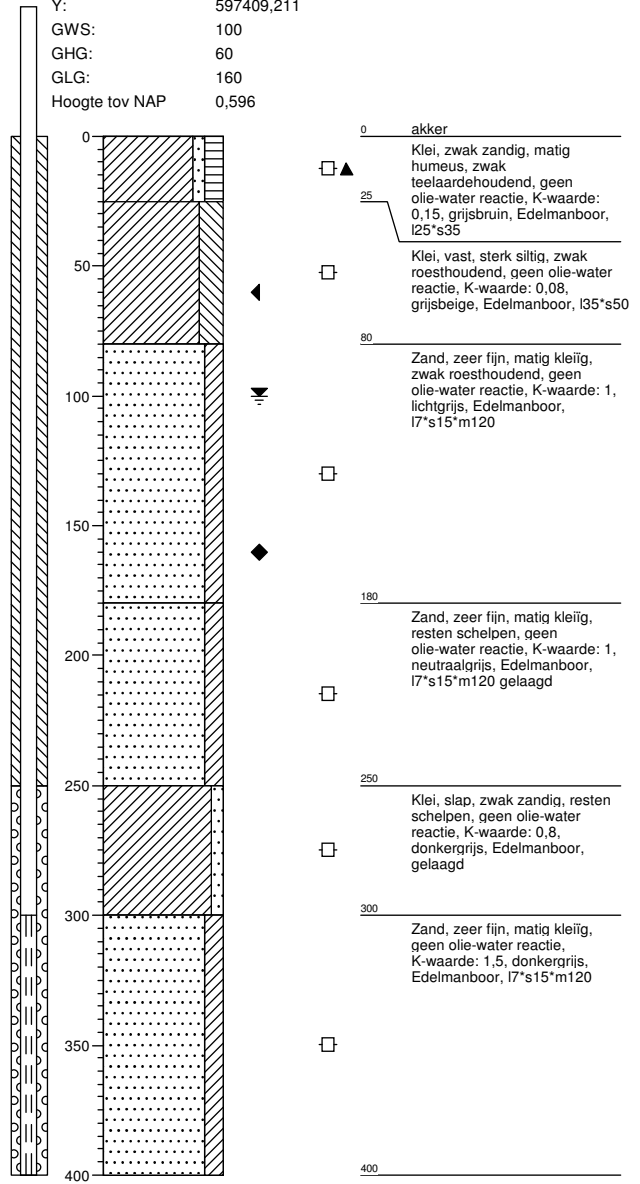 Y: 597409,211
GWS: 100
GHG: 60
GLG: 160
Hoogte tov NAP 0,596
0
50
100
150
200
250
300
350
400
0 akker
Klei, zwak zandig, matig
humeus, zwak
teelaardehoudend, geen
olie-water reactie, K-waarde:
0,15, grijsbruin, Edelmanboor,
l25*s35
25
Klei, vast, sterk siltig, zwak
roesthoudend, geen olie-water
reactie, K-waarde: 0,08,
grijsbeige, Edelmanboor, l35*s50
80
Zand, zeer fijn, matig kleiïg,
zwak roesthoudend, geen
olie-water reactie, K-waarde: 1,
lichtgrijs, Edelmanboor,
l7*s15*m120
180
Zand, zeer fijn, matig kleiïg,
resten schelpen, geen
olie-water reactie, K-waarde: 1,
neutraalgrijs, Edelmanboor,
l7*s15*m120 gelaagd
250
Klei, slap, zwak zandig, resten
schelpen, geen olie-water
reactie, K-waarde: 0,8,
donkergrijs, Edelmanboor,
gelaagd
300
Zand, zeer fijn, matig kleiïg,
geen olie-water reactie,
K-waarde: 1,5, donkergrijs,
Edelmanboor, l7*s15*m120
400